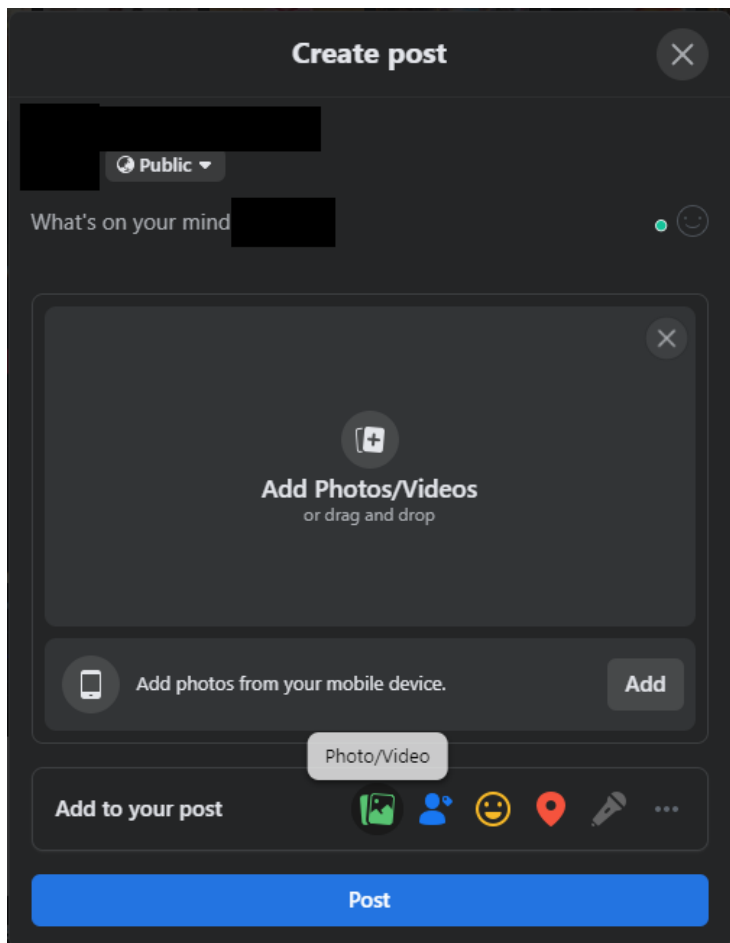 Create post
Public
What's on your mind
Add Photos/Videos
or drag and drop
Add photos from your mobile device.
Add
Photo/Video
Add to your post
Post